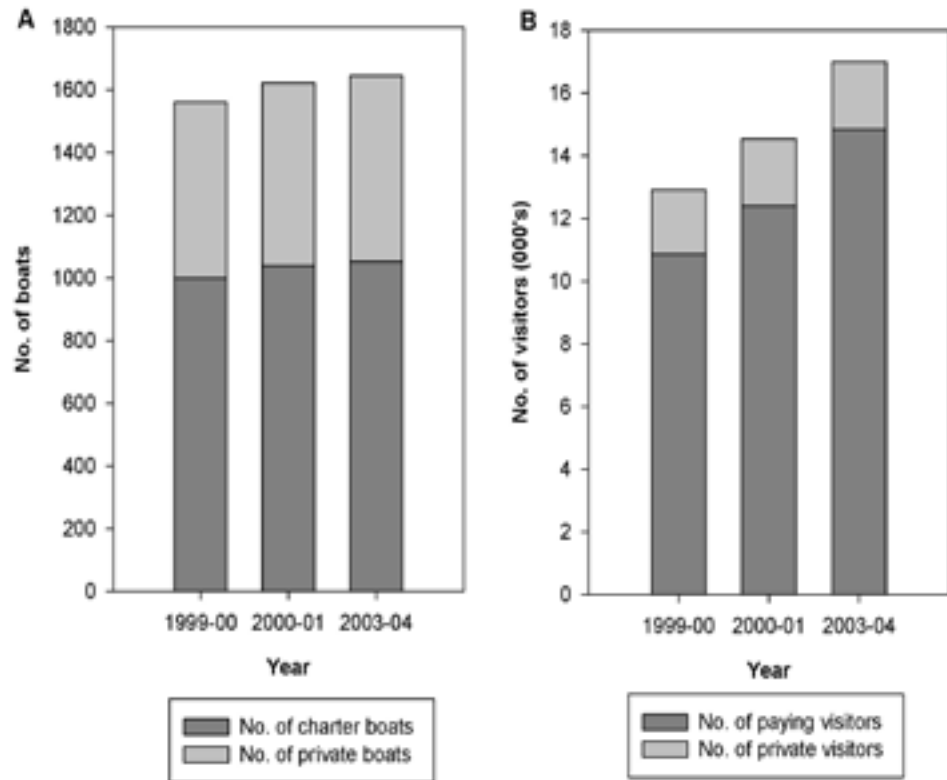 A
1800
1600
1400
1200
1000
800
600
400
200
0
No. of boats
1999-00 2000-01 2003-04
Year
No. of charter boats
No. of private boats
B
18
16
14
12
10
8
6
4
2
0
No. of visitors (000's)
1999-00 2000-01 2003-04
Year
No. of paying visitors
No. of private visitors